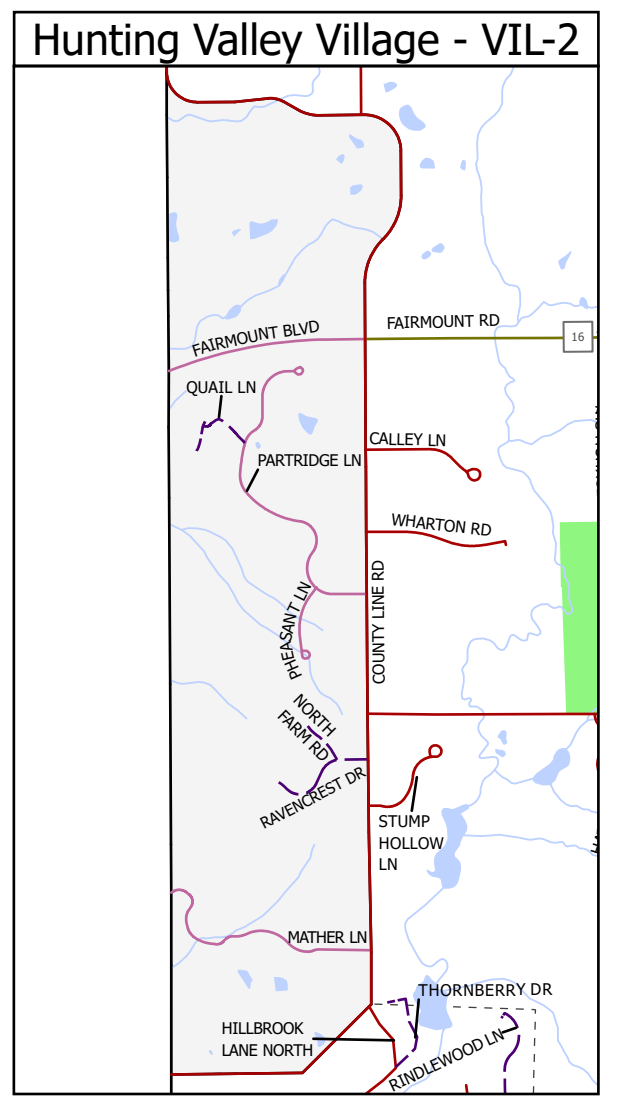 Hunting Valley Village - VIL-2
FAIRMOUNT BLVD
FAIRMOUNT RD
16
QUAIL LN
CALLEY LN
PARTRIDGE LN
WHARTON RD
COUNTY LINE RD
PHEASANT LN
NORTH
FARM RD
RAVENCREST DR
STUMP
HOLLOW
LN
MATHER LN
THORNBERRY DR
HILLBROOK
LANE NORTH
RINDLEWOOD LN